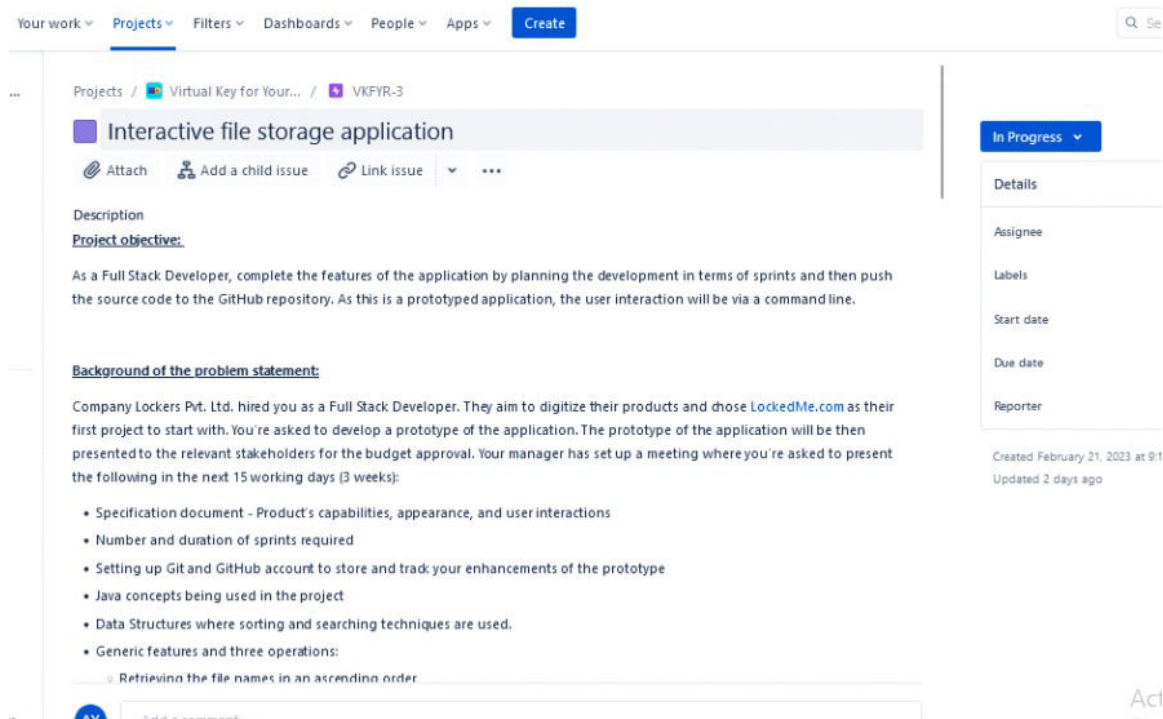 Your work Projects Filters Dashboards People Apps Create
...
Projects / Virtual Key for Your... / VKFYR-3
Interactive file storage application
In Progress
Attach Add a child issue Link issue ...
Details
Description
Project objective:
Assignee
As a Full Stack Developer, complete the features of the application by planning the development in terms of sprints and then push
the source code to the GitHub repository. As this is a prototyped application, the user interaction will be via a command line.
Labels
Start date
Background of the problem statement:
Due date
Company Lockers Pvt. Ltd. hired you as a Full Stack Developer. They aim to digitize their products and chose LockedMe.com as their
first project to start with. You're asked to develop a prototype of the application. The prototype of the application will be then
presented to the relevant stakeholders for the budget approval. Your manager has set up a meeting where you're asked to present
the following in the next 15 working days (3 weeks):
Reporter
Created February 21, 2023 at 9:1
Updated 2 days ago
• Specification document - Product's capabilities, appearance, and user interactions
• Number and duration of sprints required
• Setting up Git and GitHub account to store and track your enhancements of the prototype
• Java concepts being used in the project
• Data Structures where sorting and searching techniques are used.
• Generic features and three operations:
◦ Retrieving the file names in an ascending order
Add a comment